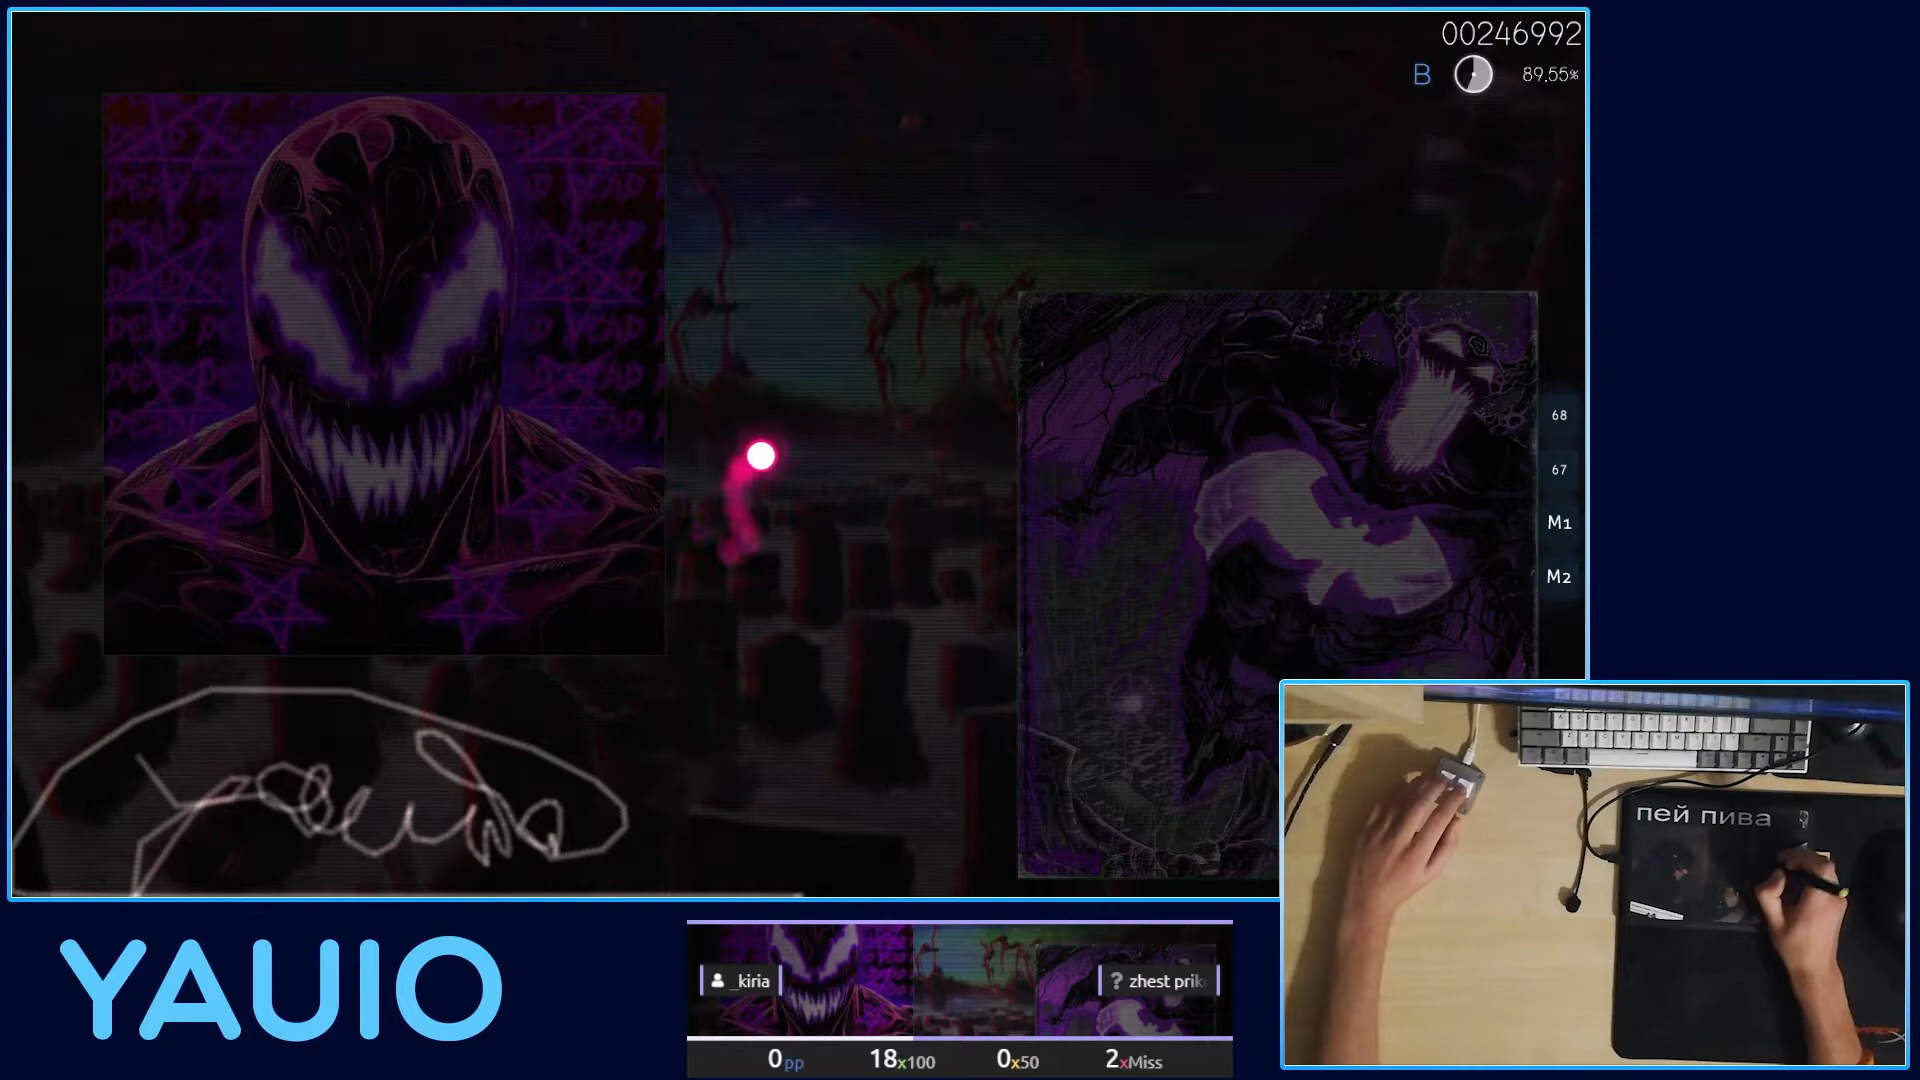 00246992
B 89.55%
68
67
M1
M2
пей пива
YAUIO
_kiria
? zhest prik
0pp 18x100 0x50 2xMiss